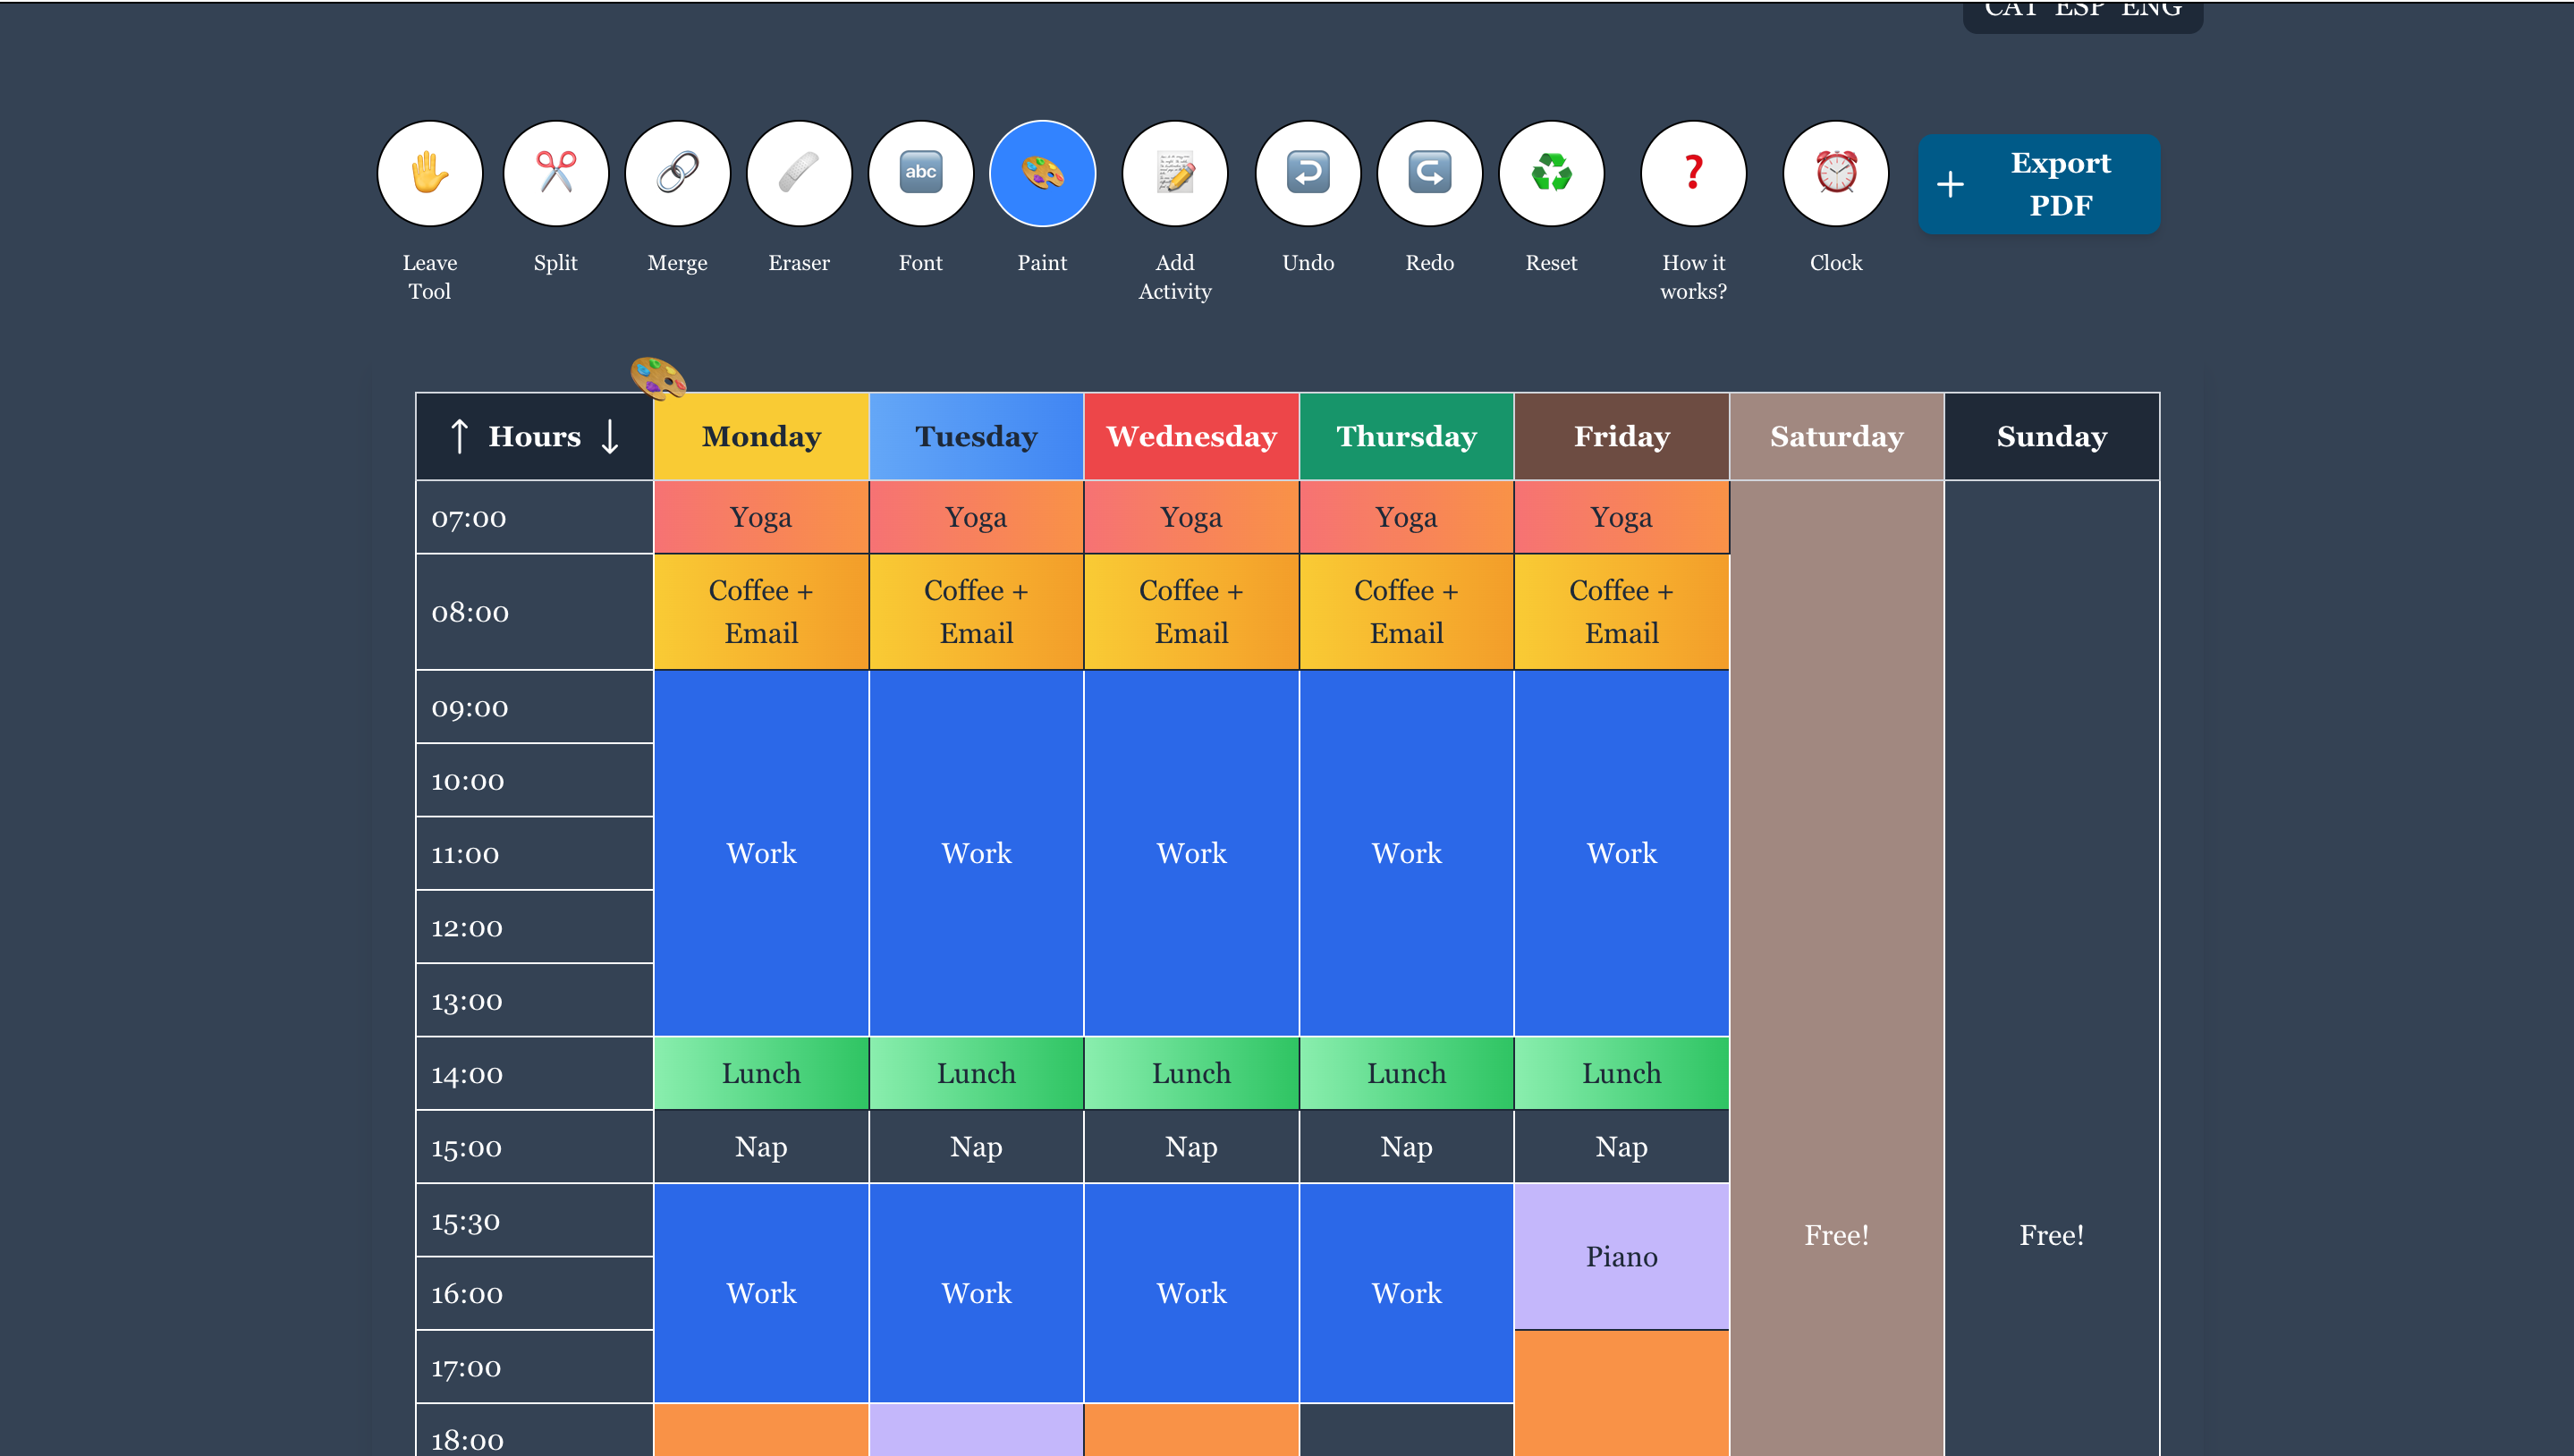 CAT ESP ENG
abc
Export
PDF
Leave
Tool
Split
Merge
Eraser
Font
Paint
Add
Activity
Undo
Redo
Reset
How it
works?
Clock
↑ Hours ↓ Monday Tuesday Wednesday Thursday Friday Saturday Sunday
07:00 Yoga Yoga Yoga Yoga Yoga
Coffee + Coffee + Coffee + Coffee + Coffee +
08:00
Email Email Email Email Email
09:00
10:00
11:00 Work Work Work Work Work
12:00
13:00
14:00 Lunch Lunch Lunch Lunch Lunch
15:00 Nap Nap Nap Nap Nap
15:30 Free! Free!
Piano
16:00 Work Work Work Work
17:00
18:00